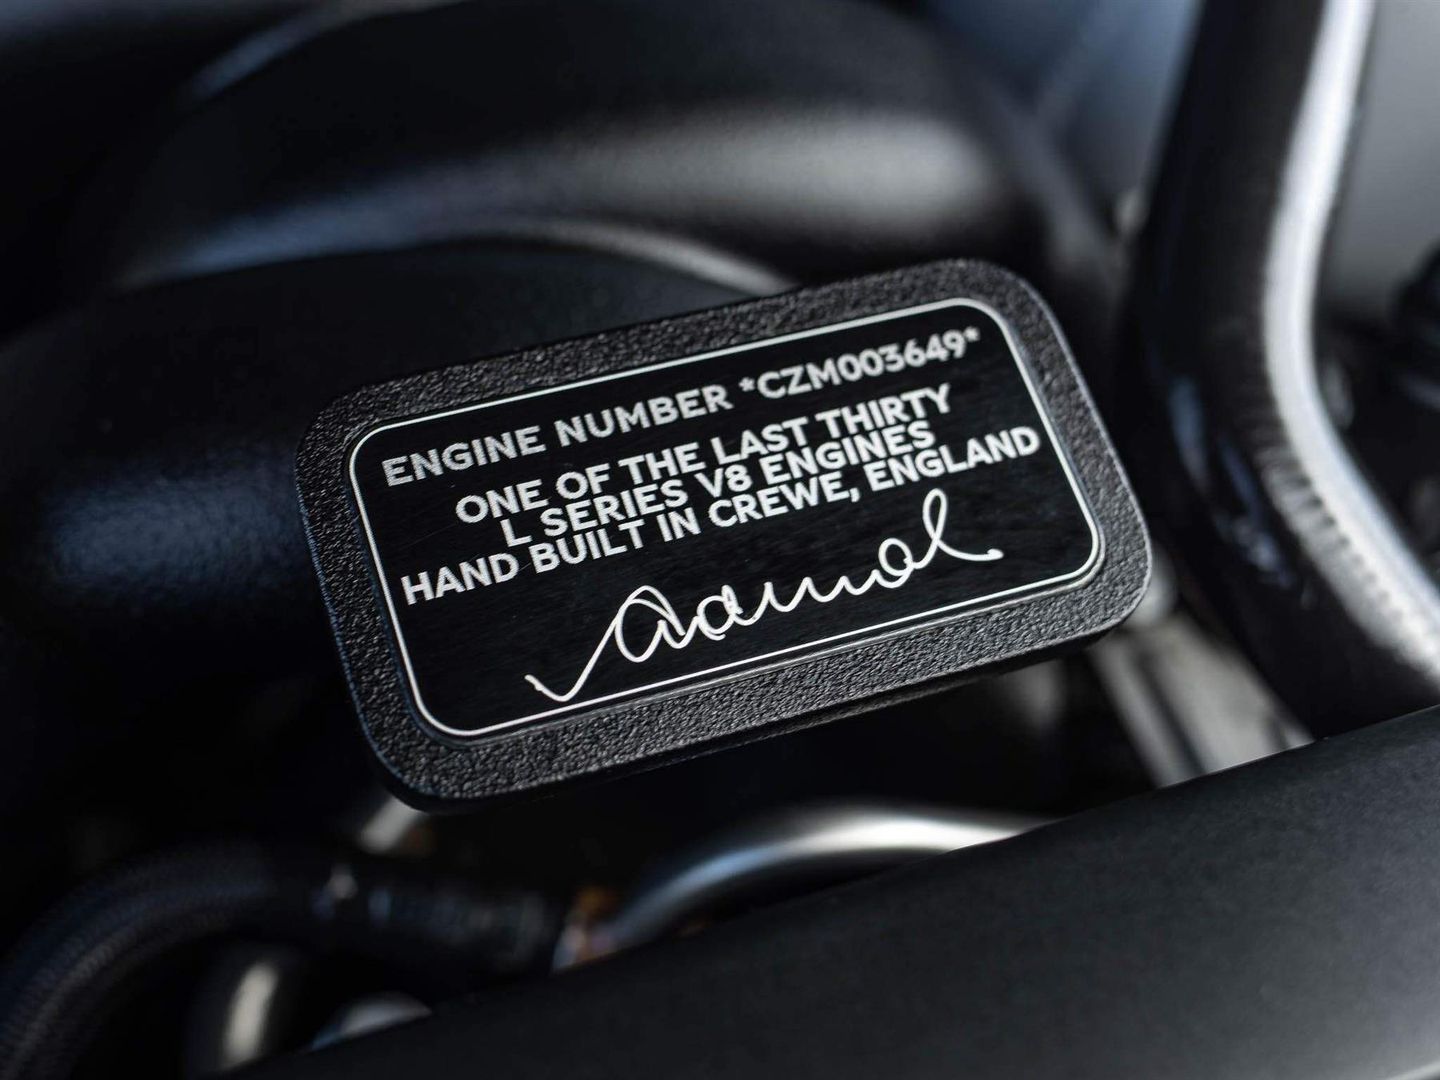 ENGINE NUMBER *CZM003649*
ONE OF THE LAST THIRTY
L SERIES V8 ENGINES
HAND BUILT IN CREWE, ENGLAND